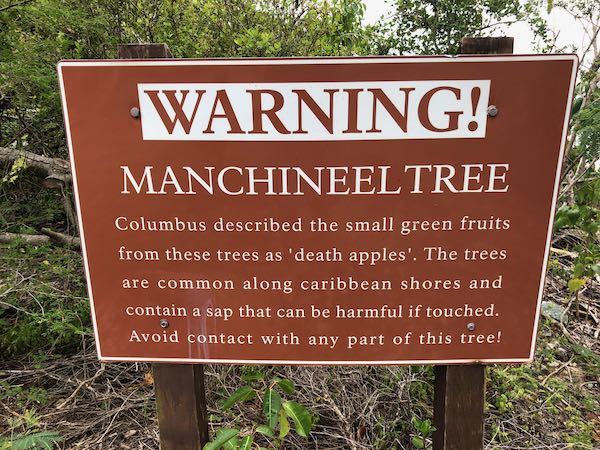 WARNING!
MANCHINEEL TREE
Columbus described the small green fruits
from these trees as 'death apples'. The trees
are common along caribbean shores and
contain a sap that can be harmful if touched.
Avoid contact with any part of this tree!